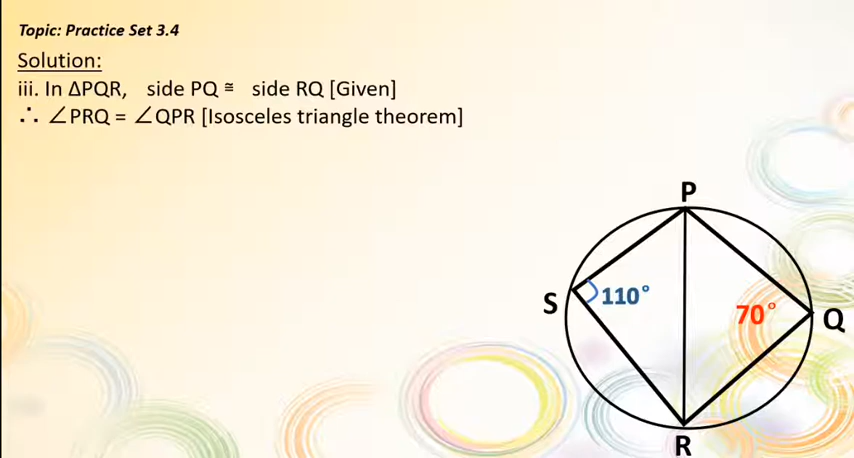 Topic: Practice Set 3.4
Solution:
iii. In ΔPQR, side PQ ≅ side RQ [Given]
∴ ∠PRQ = ∠QPR [Isosceles triangle theorem]
P
S
110°
70°
Q
R